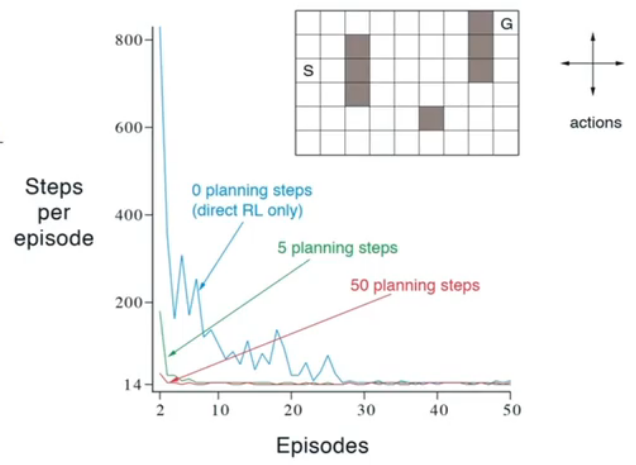 G
S
actions
800
600
400
200
14
Steps
per
episode
0 planning steps
(direct RL only)
5 planning steps
50 planning steps
2
10
20
30
40
50
Episodes